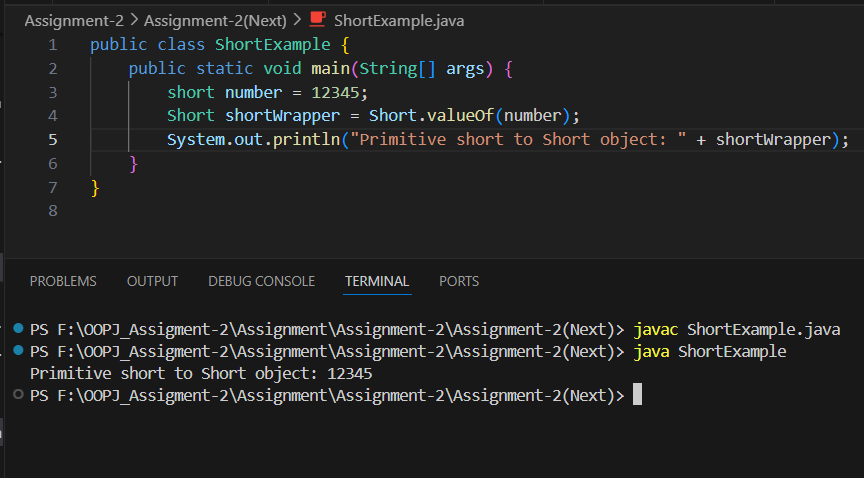 Assignment-2 > Assignment-2(Next) > ShortExample.java
1 public class ShortExample {
2 public static void main(String[] args) {
3 short number = 12345;
4 Short shortWrapper = Short.valueOf(number);
5 System.out.println("Primitive short to Short object: " + shortWrapper);
6 }
7 }
8
PROBLEMS OUTPUT DEBUG CONSOLE TERMINAL PORTS
PS F:\OOPJ_Assigment-2\Assignment\Assignment-2\Assignment-2(Next)> javac ShortExample.java
PS F:\OOPJ_Assigment-2\Assignment\Assignment-2\Assignment-2(Next)> java ShortExample
Primitive short to Short object: 12345
PS F:\OOPJ_Assigment-2\Assignment\Assignment-2\Assignment-2(Next)>